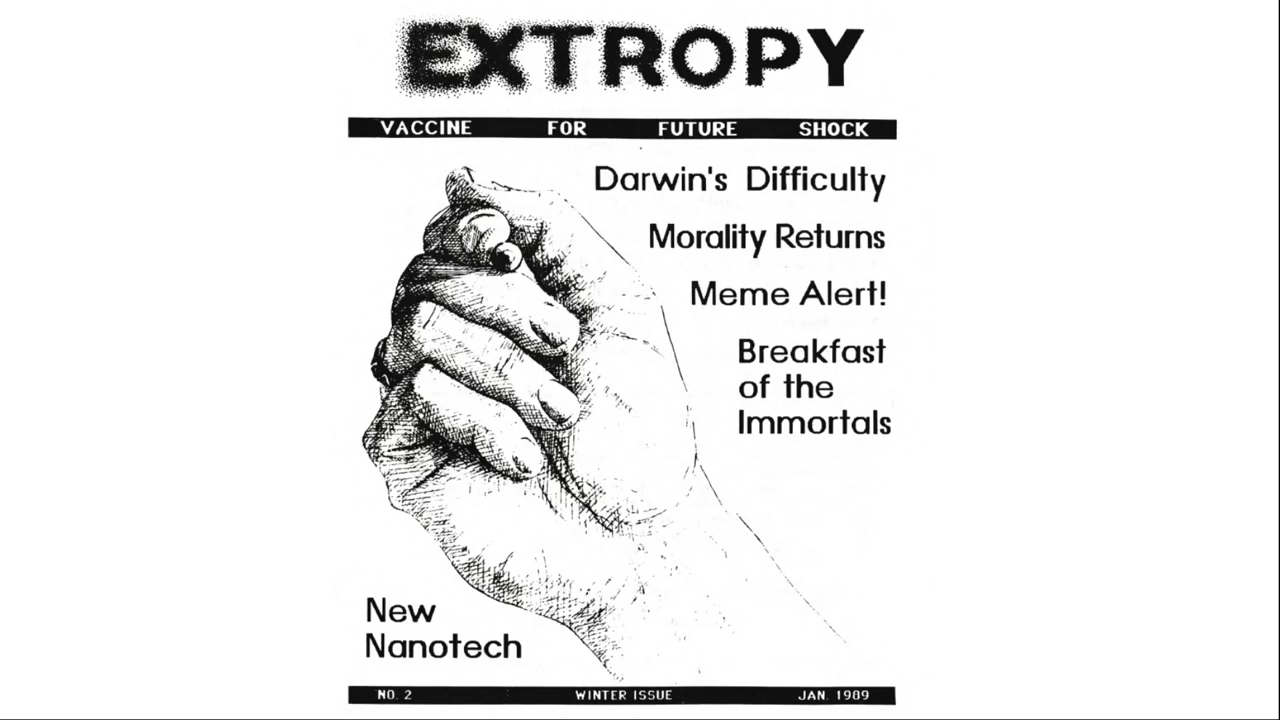 EXTROPY
VACCINE FOR FUTURE SHOCK
Darwin's Difficulty
Morality Returns
Meme Alert!
Breakfast
of the
Immortals
New
Nanotech
NO. 2 WINTER ISSUE JAN. 1989